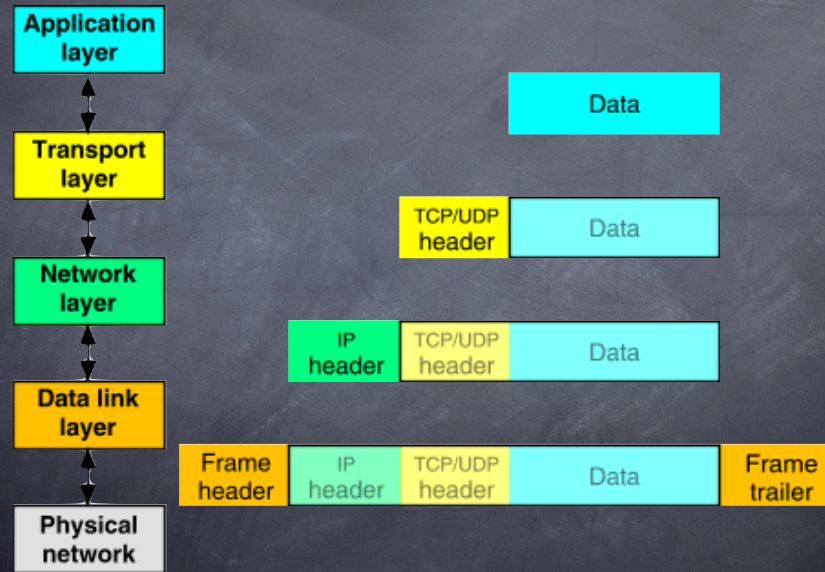 Application
layer
Data
Transport
layer
TCP/UDP
header
Data
Network
layer
IP
header
TCP/UDP
header
Data
Data link
layer
Frame
header
IP
header
TCP/UDP
header
Data
Frame
trailer
Physical
network